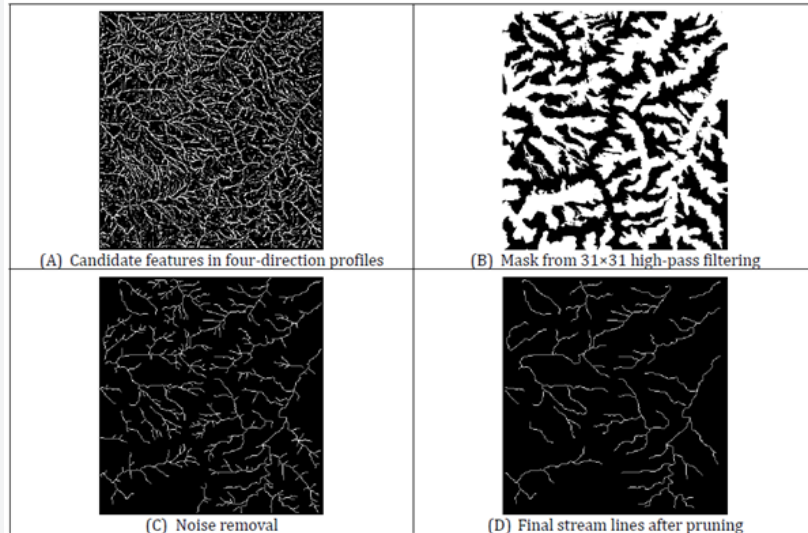 (A) Candidate features in four-direction profiles
(B) Mask from 31×31 high-pass filtering
(C) Noise removal
(D) Final stream lines after pruning